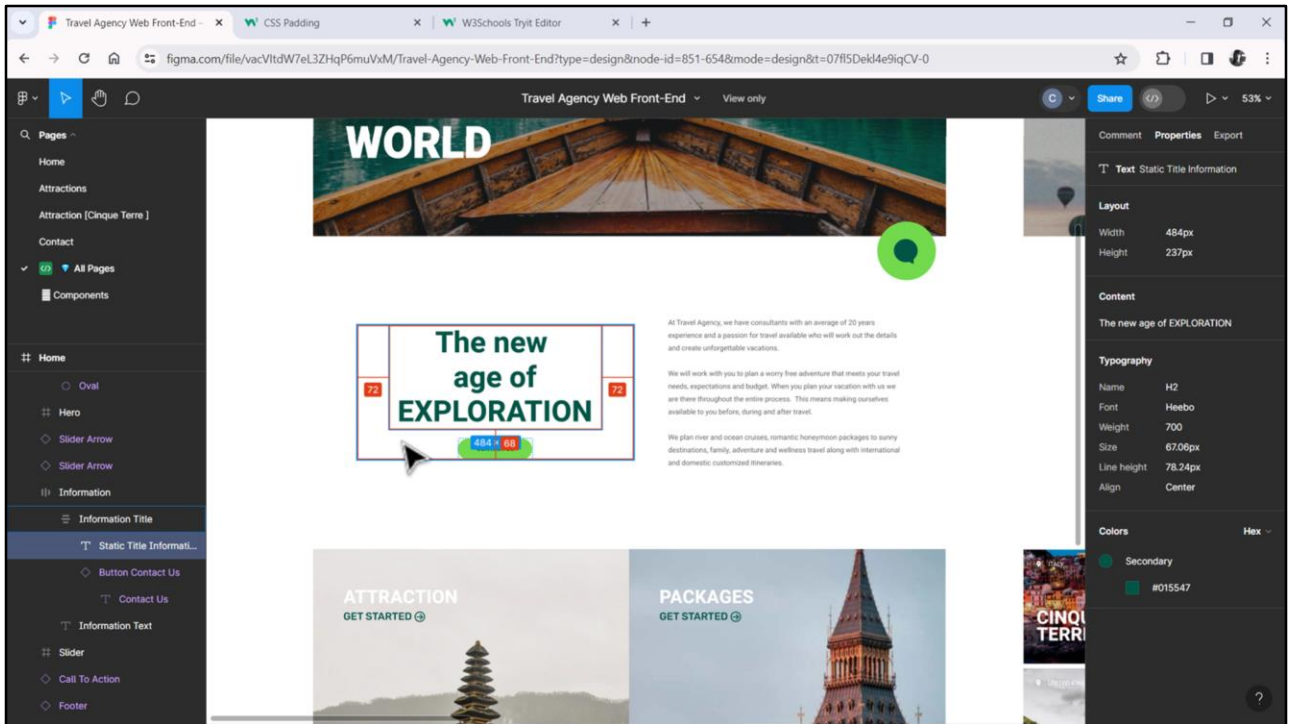 Travel Agency Web Front-End -
CSS Padding
W3Schools Tryit Editor
figma.com/file/vacVItdW7eL3ZHqP6muVxM/Travel-Agency-Web-Front-End?type=design&node-id=851-654&mode=design&t=07fl5Dekl4e9iqCV-0
Travel Agency Web Front-End
View only
C
Share
53%
Pages
Home
Attractions
Attraction [Cinque Terre ]
Contact
All Pages
Components
Home
Oval
Hero
Slider Arrow
Slider Arrow
Information
Information Title
Static Title Informati...
Button Contact Us
Contact Us
Information Text
Slider
Call To Action
Footer
WORLD
The new
age of
EXPLORATION
72
72
484 × 68
At Travel Agency, we have consultants with an average of 20 years
experience and a passion for travel available who will work out the details
and create unforgettable vacations.
We will work with you to plan a worry free adventure that meets your travel
needs, expectations and budget. When you plan your vacation with us we
are there throughout the entire process. This means making ourselves
available to you before, during and after travel.
We plan river and ocean cruises, romantic honeymoon packages to sunny
destinations, family, adventure and wellness travel along with international
and domestic customized itineraries.
ATTRACTION
GET STARTED
PACKAGES
GET STARTED
CINQU
TERRI
Comment
Properties
Export
Text Static Title Information
Layout
Width 484px
Height 237px
Content
The new age of EXPLORATION
Typography
Name H2
Font Heebo
Weight 700
Size 67.06px
Line height 78.24px
Align Center
Colors
Hex
Secondary
#015547
?